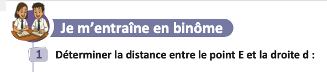 Je m'entraîne en binôme
1 Déterminer la distance entre le point E et la droite d :